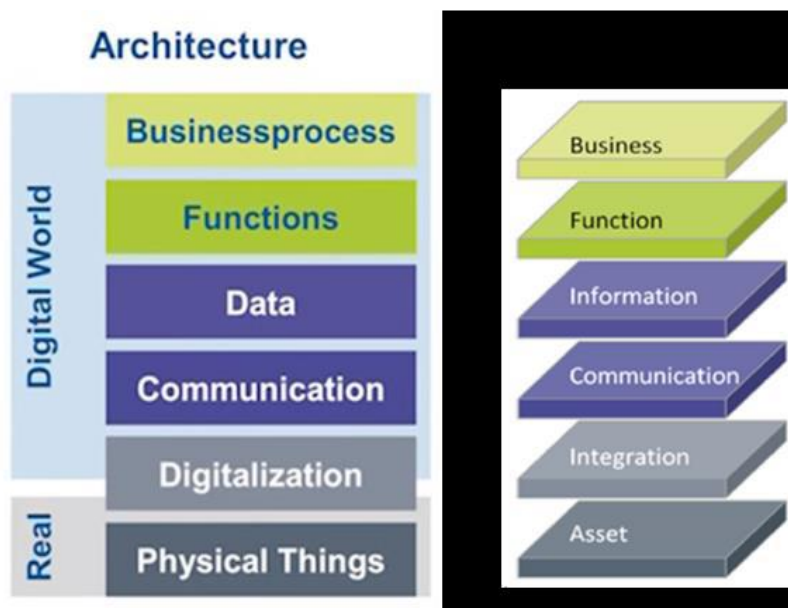 Architecture
Digital World
Businessprocess
Functions
Data
Communication
Digitalization
Real
Physical Things
Business
Function
Information
Communication
Integration
Asset